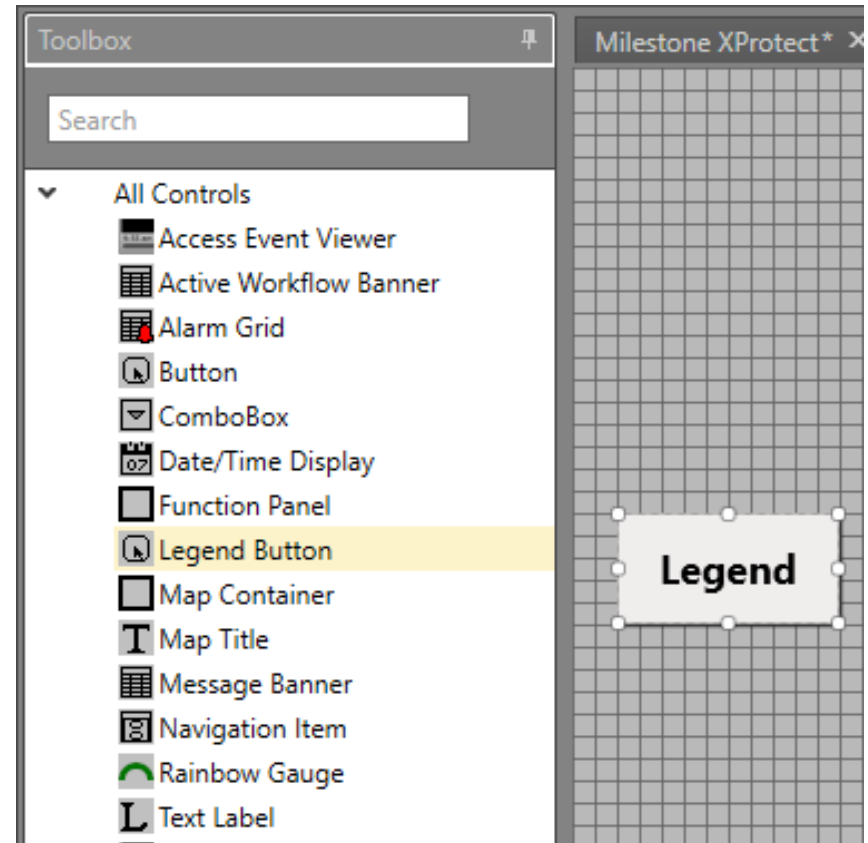 Toolbox
Milestone XProtect*
Search
All Controls
Access Event Viewer
Active Workflow Banner
Alarm Grid
Button
ComboBox
07 Date/Time Display
Function Panel
Legend Button
Legend
Map Container
T Map Title
Message Banner
Navigation Item
Rainbow Gauge
L Text Label